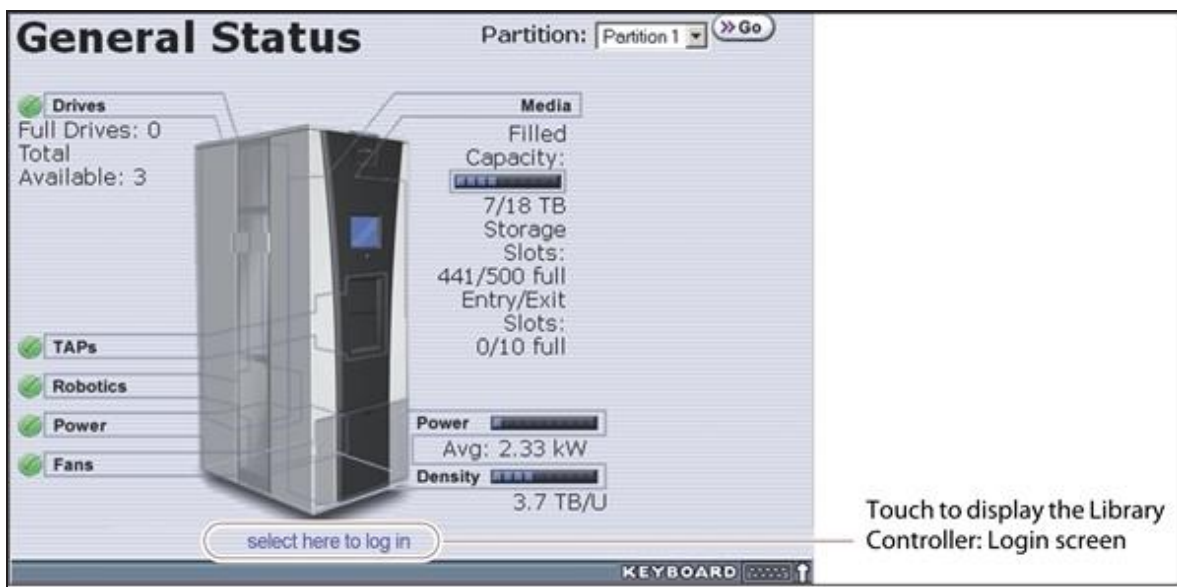 General Status
Partition: Partition 1 Go
Drives
Full Drives: 0
Total
Available: 3
Media
Filled
Capacity:
7/18 TB
Storage
Slots:
441/500 full
Entry/Exit
Slots:
0/10 full
TAPs
Robotics
Power
Fans
Power
Avg: 2.33 kW
Density
3.7 TB/U
select here to log in
Touch to display the Library
Controller: Login screen
KEYBOARD